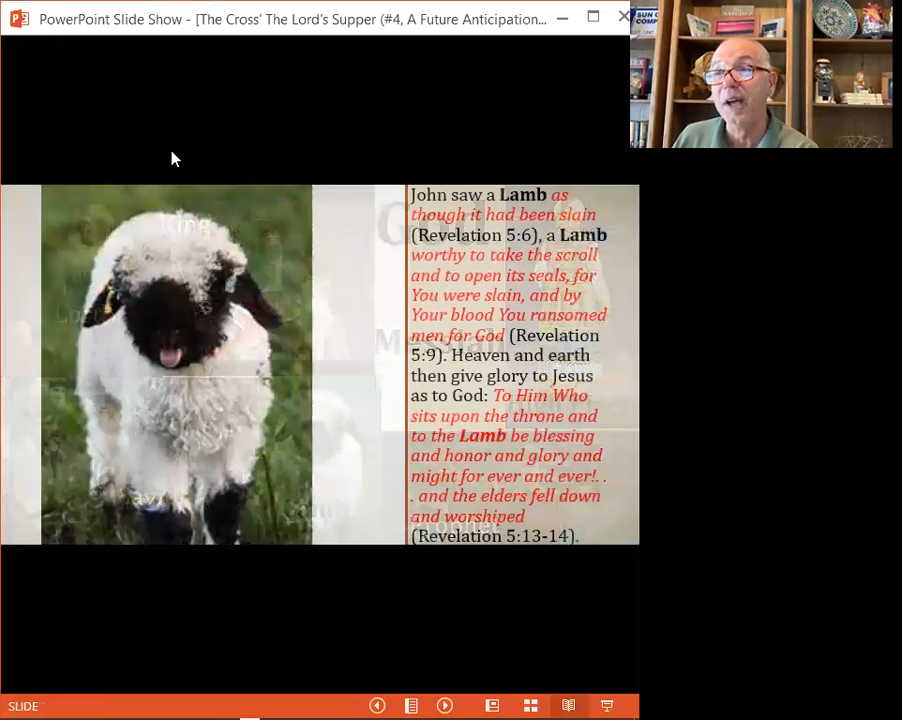 PowerPoint Slide Show - [The Cross' The Lord's Supper (#4, A Future Anticipation...
John saw a Lamb as
though it had been slain
(Revelation 5:6), a Lamb
worthy to take the scroll
and to open its seals, for
You were slain, and by
Your blood You ransomed
men for God (Revelation
5:9). Heaven and earth
then give glory to Jesus
as to God: To Him Who
sits upon the throne and
to the Lamb be blessing
and honor and glory and
might for ever and ever!. .
. and the elders fell down
and worshiped
(Revelation 5:13-14).
King
God
Messiah
Prophet
SLIDE